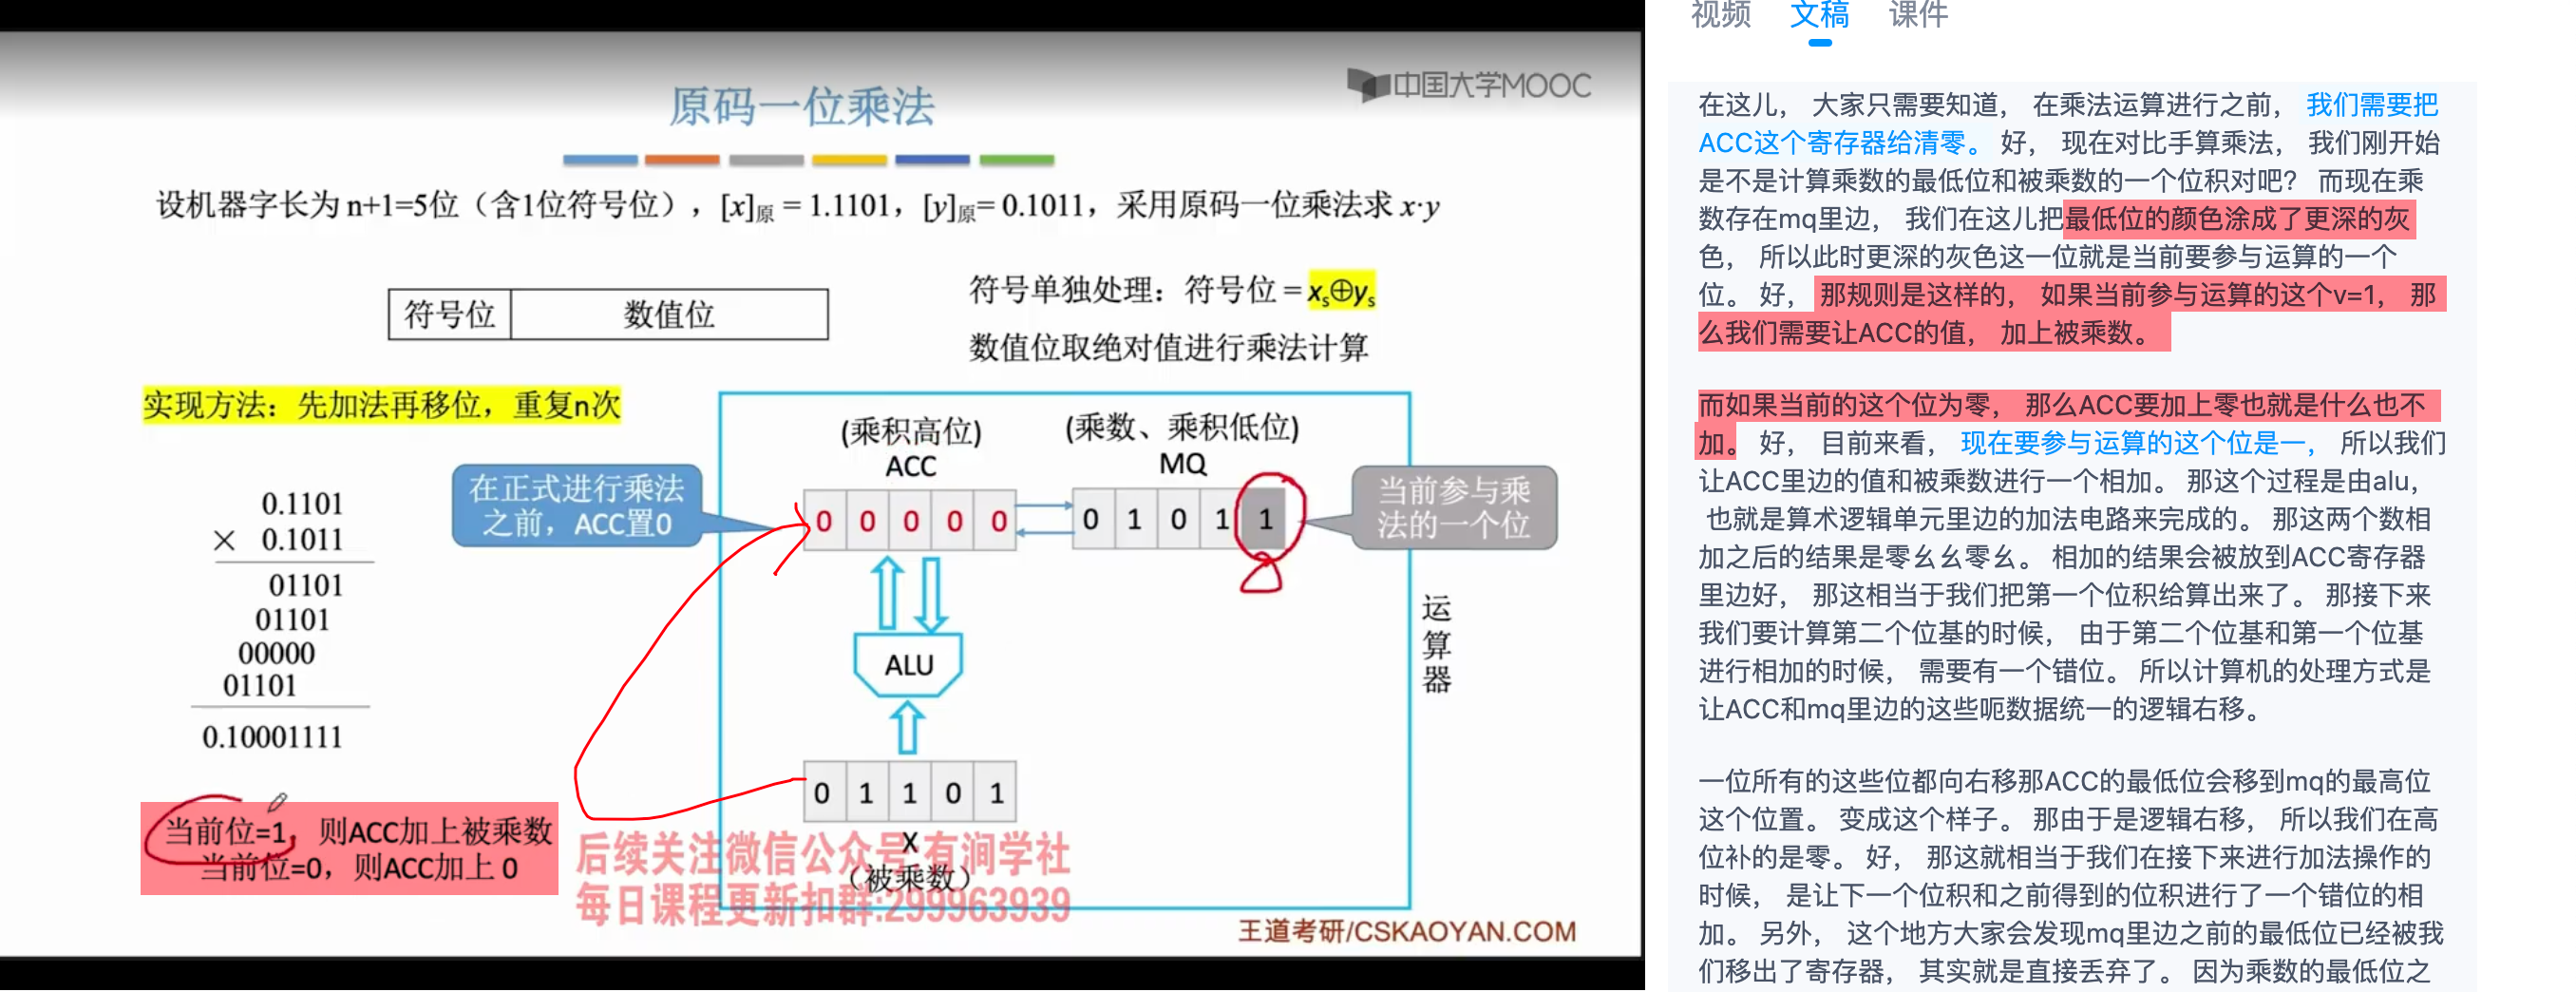 中国大学MOOC
原码一位乘法
设机器字长为 n+1=5位（含1位符号位），[x]原 = 1.1101，[y]原= 0.1011，采用原码一位乘法求 x·y
符号位 数值位
符号单独处理：符号位 = xs⊕ys
数值位取绝对值进行乘法计算
实现方法：先加法再移位，重复n次
(乘积高位)
ACC
(乘数、乘积低位)
MQ
在正式进行乘法
之前，ACC置0
0 0 0 0 0
0 1 0 1 1
当前参与乘
法的一个位
0.1101
× 0.1011
01101
01101
00000
01101
0.10001111
ALU
运
算
器
0 1 1 0 1
X
（被乘数）
当前位=1，则ACC加上被乘数
当前位=0，则ACC加上 0
后续关注微信公众号:有涧学社
每日课程更新扣群:299963939
王道考研/CSKAOYAN.COM
视频 文稿 课件
在这儿， 大家只需要知道， 在乘法运算进行之前， 我们需要把
ACC这个寄存器给清零。 好， 现在对比手算乘法， 我们刚开始
是不是计算乘数的最低位和被乘数的一个位积对吧？ 而现在乘
数存在mq里边， 我们在这儿把最低位的颜色涂成了更深的灰
色， 所以此时更深的灰色这一位就是当前要参与运算的一个
位。 好， 那规则是这样的， 如果当前参与运算的这个v=1， 那
么我们需要让ACC的值， 加上被乘数。
而如果当前的这个位为零， 那么ACC要加上零也就是什么也不
加。 好， 目前来看， 现在要参与运算的这个位是一， 所以我们
让ACC里边的值和被乘数进行一个相加。 那这个过程是由alu，
也就是算术逻辑单元里边的加法电路来完成的。 那这两个数相
加之后的结果是零幺幺零幺。 相加的结果会被放到ACC寄存器
里边好， 那这相当于我们把第一个位积给算出来了。 那接下来
我们要计算第二个位基的时候， 由于第二个位基和第一个位基
进行相加的时候， 需要有一个错位。 所以计算机的处理方式是
让ACC和mq里边的这些呃数据统一的逻辑右移。
一位所有的这些位都向右移那ACC的最低位会移到mq的最高位
这个位置。 变成这个样子。 那由于是逻辑右移， 所以我们在高
位补的是零。 好， 那这就相当于我们在接下来进行加法操作的
时候， 是让下一个位积和之前得到的位积进行了一个错位的相
加。 另外， 这个地方大家会发现mq里边之前的最低位已经被我
们移出了寄存器， 其实就是直接丢弃了。 因为乘数的最低位之